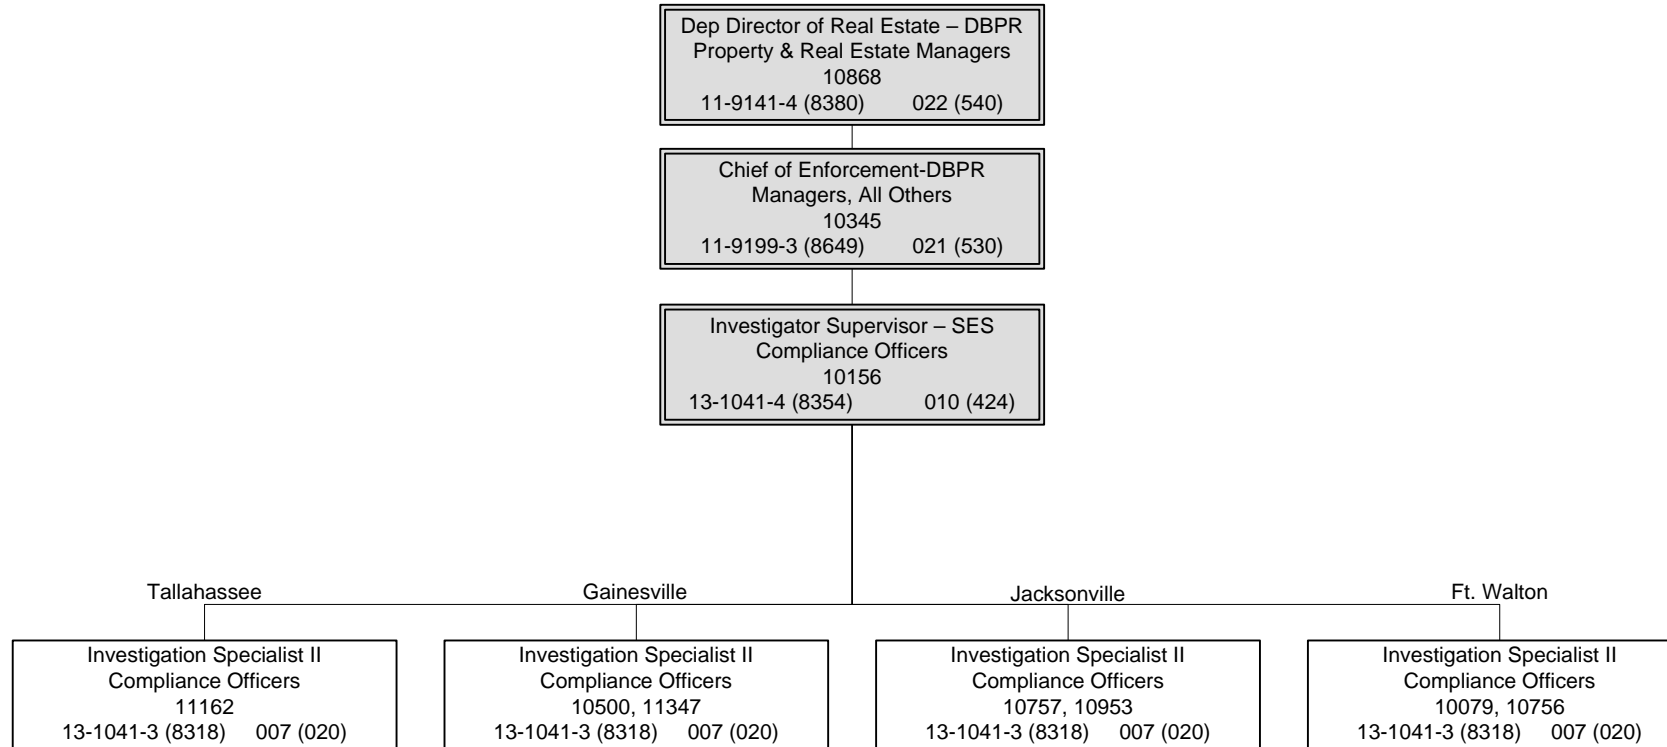 Dep Director of Real Estate – DBPR
Property & Real Estate Managers
10868
11-9141-4 (8380) 022 (540)
Chief of Enforcement-DBPR
Managers, All Others
10345
11-9199-3 (8649) 021 (530)
Investigator Supervisor – SES
Compliance Officers
10156
13-1041-4 (8354) 010 (424)
Tallahassee
Investigation Specialist II
Compliance Officers
11162
13-1041-3 (8318) 007 (020)
Gainesville
Investigation Specialist II
Compliance Officers
10500, 11347
13-1041-3 (8318) 007 (020)
Jacksonville
Investigation Specialist II
Compliance Officers
10757, 10953
13-1041-3 (8318) 007 (020)
Ft. Walton
Investigation Specialist II
Compliance Officers
10079, 10756
13-1041-3 (8318) 007 (020)